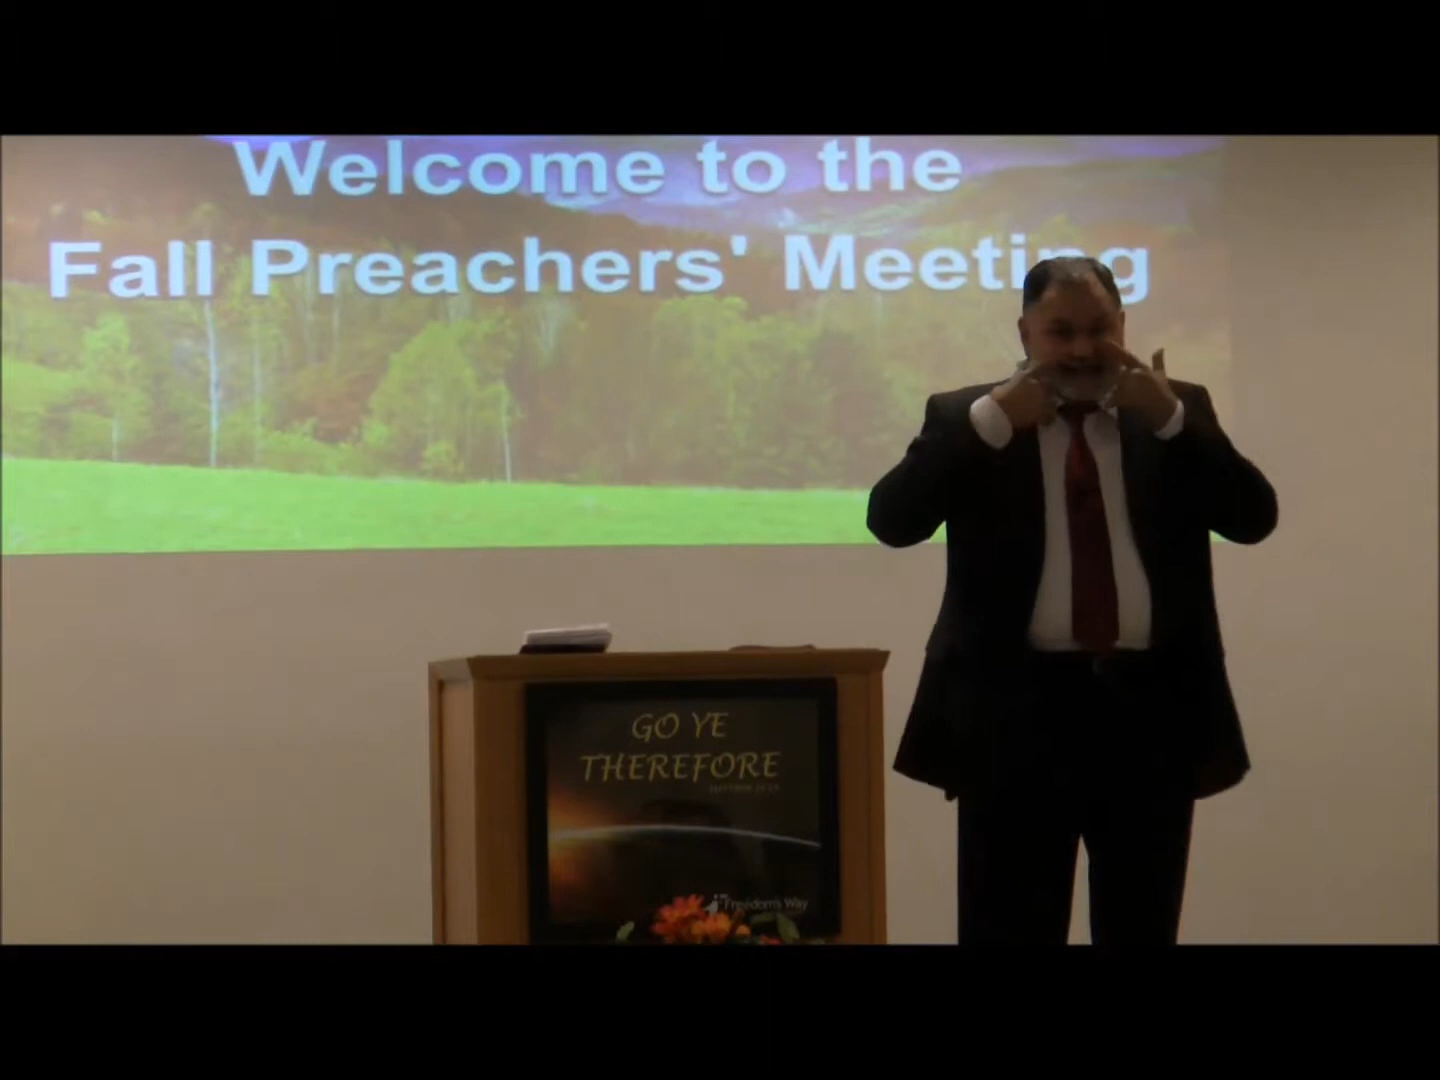 Welcome to the
Fall Preachers' Meeting
GO YE
THEREFORE
Freedom's Way